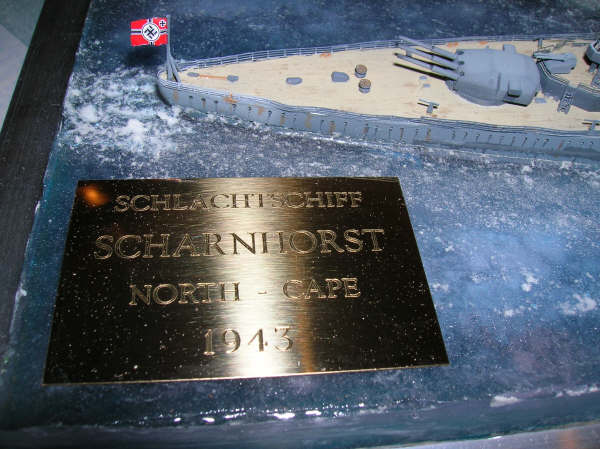 SCHLACHTSCHIFF
SCHARNHORST
NORTH - CAPE
1943